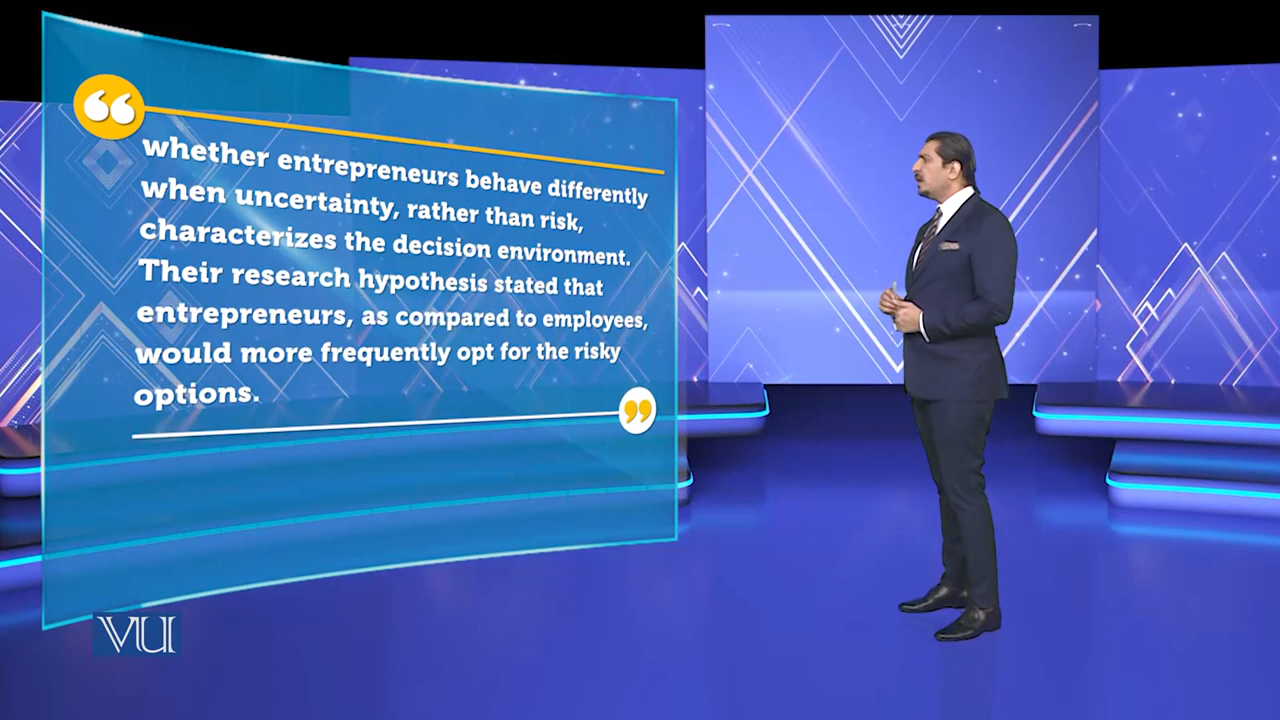 “
whether entrepreneurs behave differently
when uncertainty, rather than risk,
characterizes the decision environment.
Their research hypothesis stated that
entrepreneurs, as compared to employees,
would more frequently opt for the risky
options.
”
VU